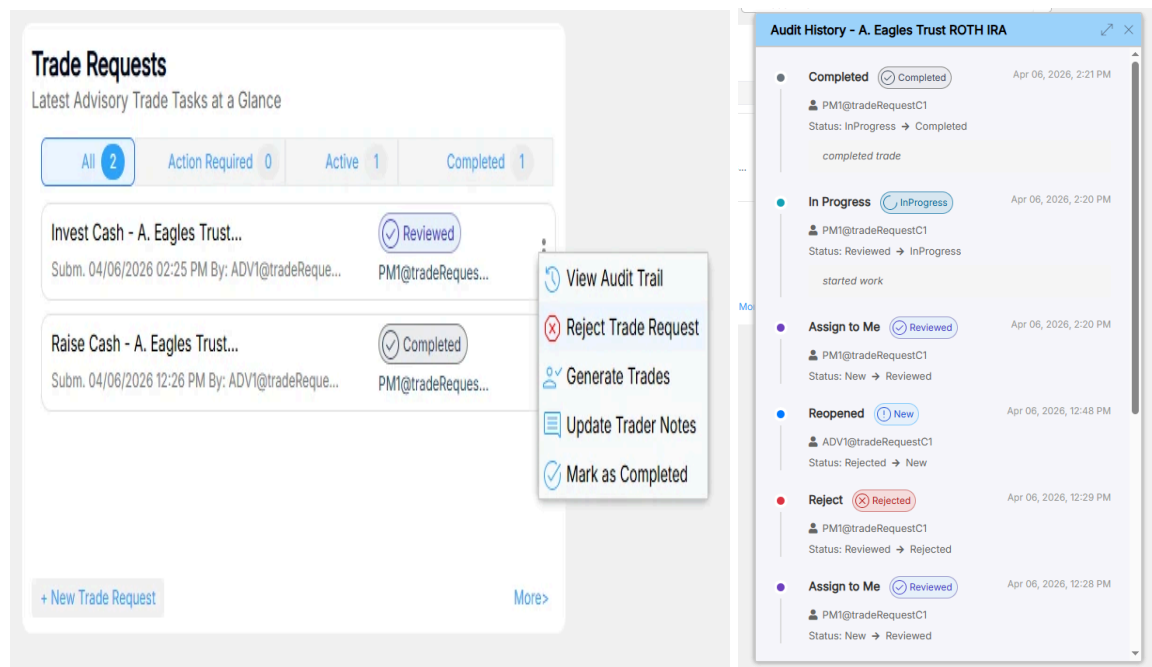 Trade Requests
Latest Advisory Trade Tasks at a Glance
All 2 Action Required 0 Active 1 Completed 1
Invest Cash - A. Eagles Trust... Reviewed
Subm. 04/06/2026 02:25 PM By: ADV1@tradeReque... PM1@tradeReques...
Raise Cash - A. Eagles Trust... Completed
Subm. 04/06/2026 12:26 PM By: ADV1@tradeReque... PM1@tradeReques...
View Audit Trail
Reject Trade Request
Generate Trades
Update Trader Notes
Mark as Completed
+ New Trade Request More>
Audit History - A. Eagles Trust ROTH IRA
Completed Completed Apr 06, 2026, 2:21 PM
PM1@tradeRequestC1
Status: InProgress → Completed
completed trade
...
In Progress InProgress Apr 06, 2026, 2:20 PM
PM1@tradeRequestC1
Status: Reviewed → InProgress
started work
Mo
Assign to Me Reviewed Apr 06, 2026, 2:20 PM
PM1@tradeRequestC1
Status: New → Reviewed
Reopened New Apr 06, 2026, 12:48 PM
ADV1@tradeRequestC1
Status: Rejected → New
Reject Rejected Apr 06, 2026, 12:29 PM
PM1@tradeRequestC1
Status: Reviewed → Rejected
Assign to Me Reviewed Apr 06, 2026, 12:28 PM
PM1@tradeRequestC1
Status: New → Reviewed